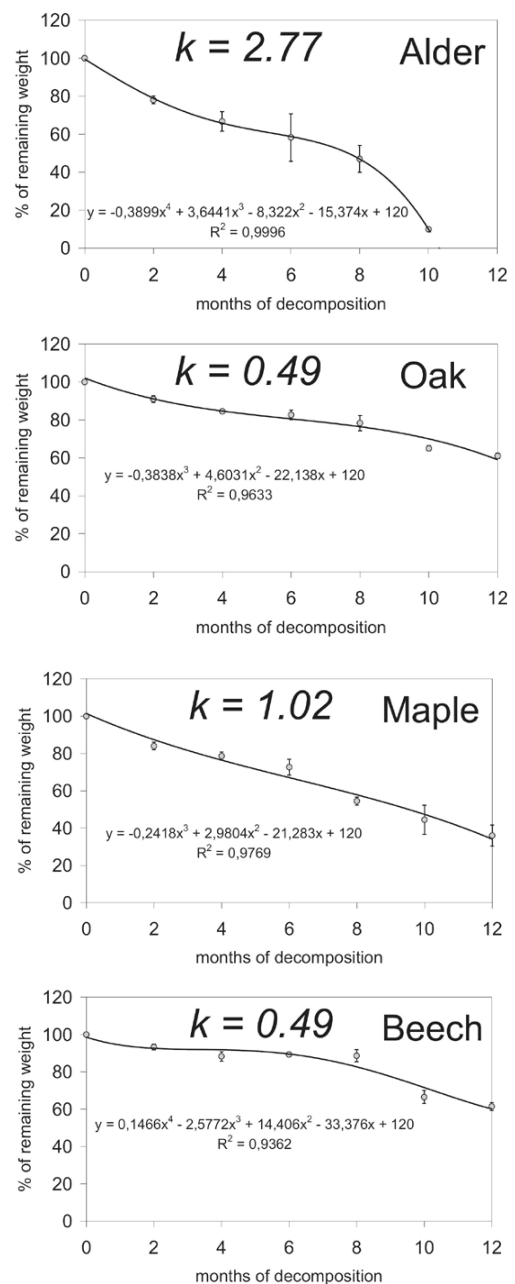 k = 2.77 Alder
% of remaining weight
120
100
80
60
40
20
0
y = -0,3899x⁴ + 3,6441x³ - 8,322x² - 15,374x + 120
R² = 0,9996
0 2 4 6 8 10 12
months of decomposition
k = 0.49 Oak
% of remaining weight
120
100
80
60
40
20
0
y = -0,3838x³ + 4,6031x² - 22,138x + 120
R² = 0,9633
0 2 4 6 8 10 12
months of decomposition
k = 1.02 Maple
% of remaining weight
120
100
80
60
40
20
0
y = -0,2418x³ + 2,9804x² - 21,283x + 120
R² = 0,9769
0 2 4 6 8 10 12
months of decomposition
k = 0.49 Beech
% of remaining weight
120
100
80
60
40
20
0
y = 0,1466x⁴ - 2,5772x³ + 14,406x² - 33,376x + 120
R² = 0,9362
0 2 4 6 8 10 12
months of decomposition